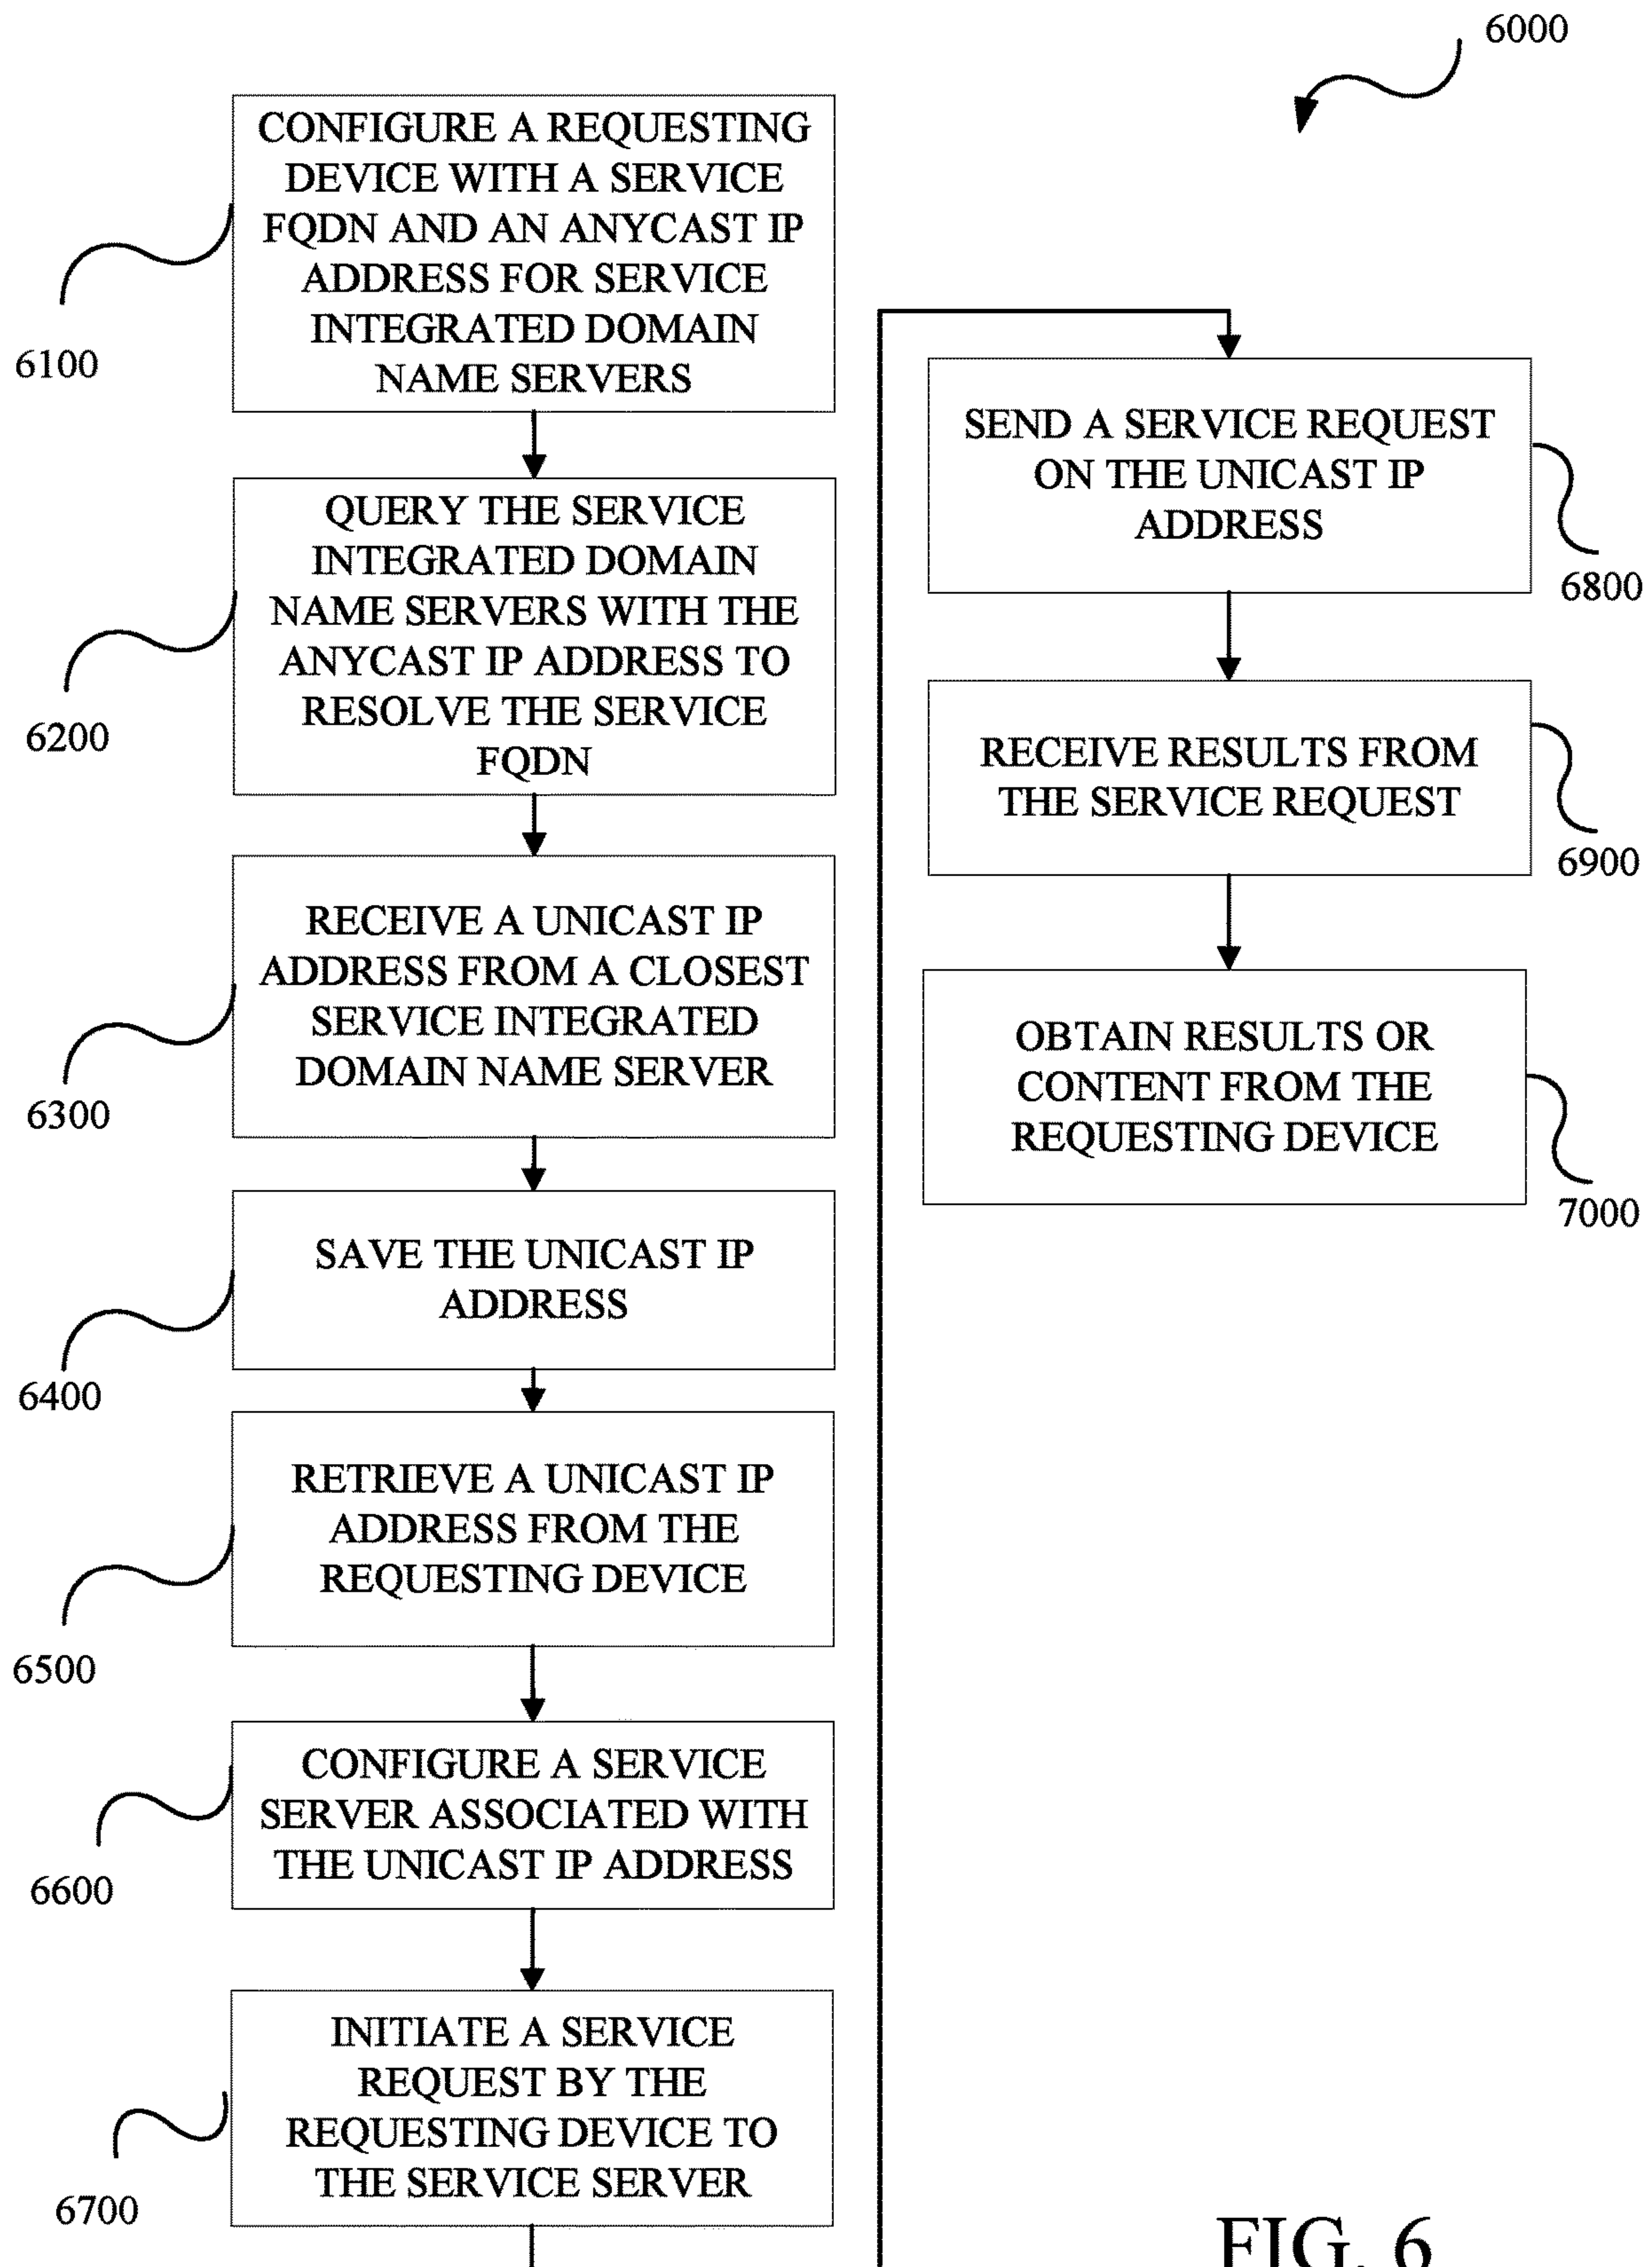 6000
CONFIGURE A REQUESTING
DEVICE WITH A SERVICE
FQDN AND AN ANYCAST IP
ADDRESS FOR SERVICE
INTEGRATED DOMAIN
NAME SERVERS
6100
QUERY THE SERVICE
INTEGRATED DOMAIN
NAME SERVERS WITH THE
ANYCAST IP ADDRESS TO
RESOLVE THE SERVICE
FQDN
6200
RECEIVE A UNICAST IP
ADDRESS FROM A CLOSEST
SERVICE INTEGRATED
DOMAIN NAME SERVER
6300
SAVE THE UNICAST IP
ADDRESS
6400
RETRIEVE A UNICAST IP
ADDRESS FROM THE
REQUESTING DEVICE
6500
CONFIGURE A SERVICE
SERVER ASSOCIATED WITH
THE UNICAST IP ADDRESS
6600
INITIATE A SERVICE
REQUEST BY THE
REQUESTING DEVICE TO
THE SERVICE SERVER
6700
SEND A SERVICE REQUEST
ON THE UNICAST IP
ADDRESS
6800
RECEIVE RESULTS FROM
THE SERVICE REQUEST
6900
OBTAIN RESULTS OR
CONTENT FROM THE
REQUESTING DEVICE
7000
FIG. 6